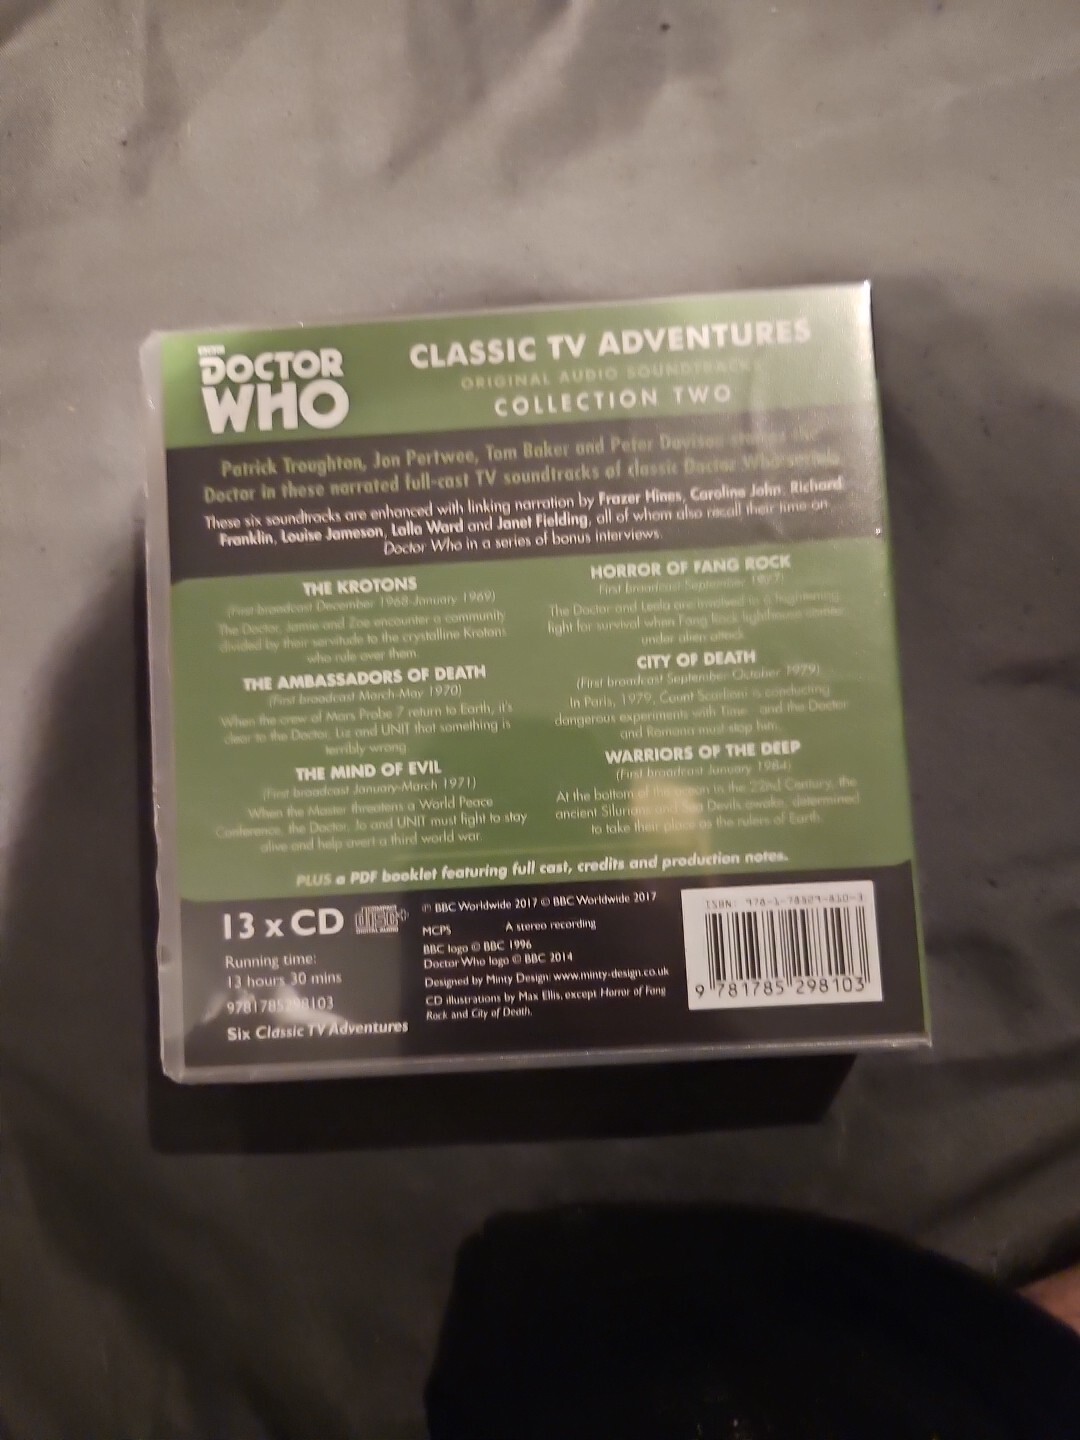 BBC
DOCTOR
WHO
CLASSIC TV ADVENTURES
ORIGINAL AUDIO SOUNDTRACKS
COLLECTION TWO
Patrick Troughton, Jon Pertwee, Tom Baker and Peter Davison
Doctor in these narrated full-cast TV soundtracks of classic Doctor Who serials.
These six soundtracks are enhanced with linking narration by Frazer Hines, Caroline John, Richard
Franklin, Louise Jameson, Lalla Ward and Janet Fielding, all of whom also recall their time on
Doctor Who in a series of bonus interviews.
THE KROTONS
(First broadcast December 1968-January 1969)
The Doctor, Jamie and Zoe encounter a community
divided by their servitude to the crystalline Krotons
who rule over them.
THE AMBASSADORS OF DEATH
(First broadcast March-May 1970)
When the crew of Mars Probe 7 return to Earth, it's
clear to the Doctor, Liz and UNIT that something is
terribly wrong.
THE MIND OF EVIL
(First broadcast January-March 1971)
When the Master threatens a World Peace
Conference, the Doctor, Jo and UNIT must fight to stay
alive and help avert a third world war.
HORROR OF FANG ROCK
First broadcast September 1977)
The Doctor and Leela are involved in a frightening
fight for survival when Fang Rock lighthouse comes
under alien attack.
CITY OF DEATH
(First broadcast September-October 1979)
In Paris, 1979, Count Scarlioni is conducting
dangerous experiments with Time - and the Doctor
and Romana must stop him.
WARRIORS OF THE DEEP
(First broadcast January 1984)
At the bottom of the ocean in the 22nd Century, the
ancient Silurians and Sea Devils awake, determined
to take their place as the rulers of Earth.
PLUS a PDF booklet featuring full cast, credits and production notes.
13 x CD
COMPACT
disc
DIGITAL AUDIO
Running time:
13 hours 30 mins
9781785298103
Six Classic TV Adventures
℗ BBC Worldwide 2017 © BBC Worldwide 2017
MCPS A stereo recording
BBC logo © BBC 1996
Doctor Who logo © BBC 2014
Designed by Minty Design: www.minty-design.co.uk
CD illustrations by Max Ellis, except Horror of Fang
Rock and City of Death.
ISBN: 978-1-78529-810-3
9 781785 298103